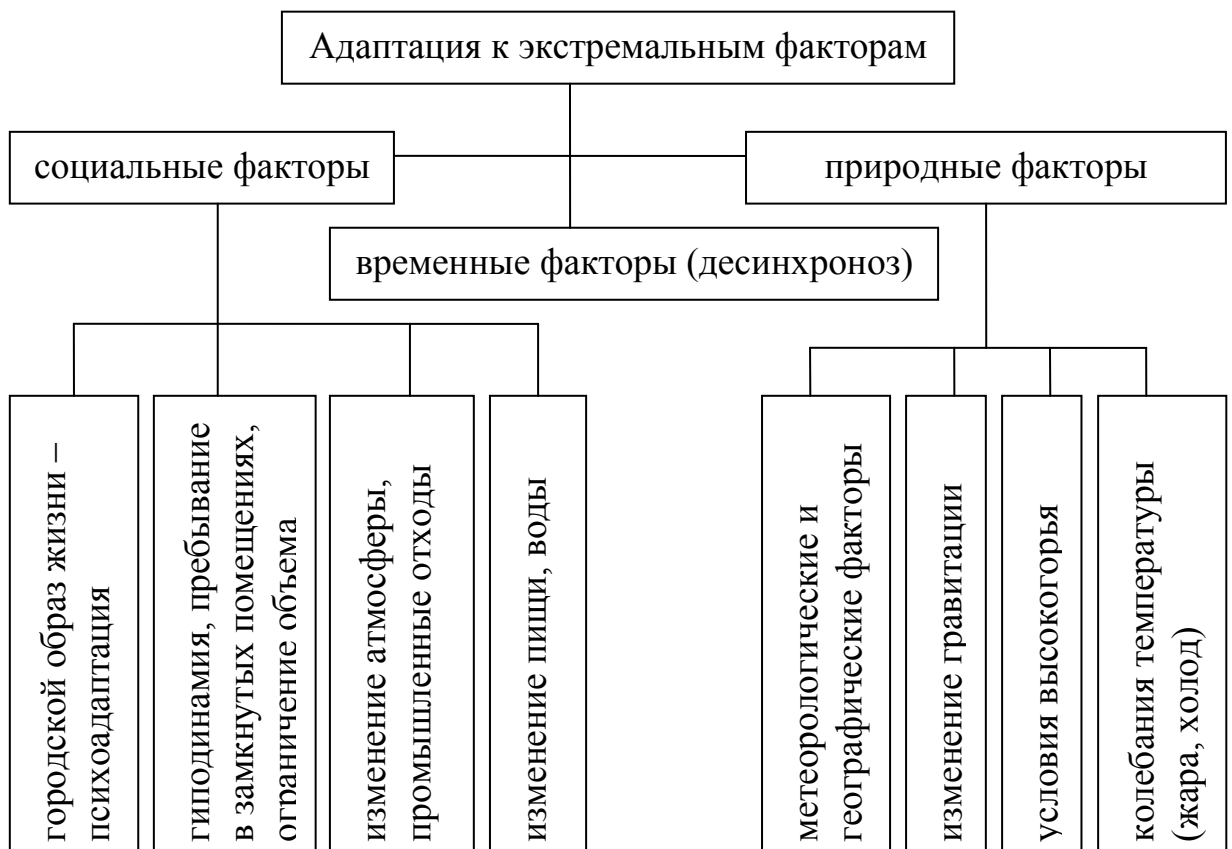 Адаптация к экстремальным факторам
социальные факторы
природные факторы
временные факторы (десинхроноз)
городской образ жизни –
психоадаптация
гиподинамия, пребывание
в замкнутых помещениях,
ограничение объема
изменение атмосферы,
промышленные отходы
изменение пищи, воды
метеорологические и
географические факторы
изменение гравитации
условия высокогорья
колебания температуры
(жара, холод)